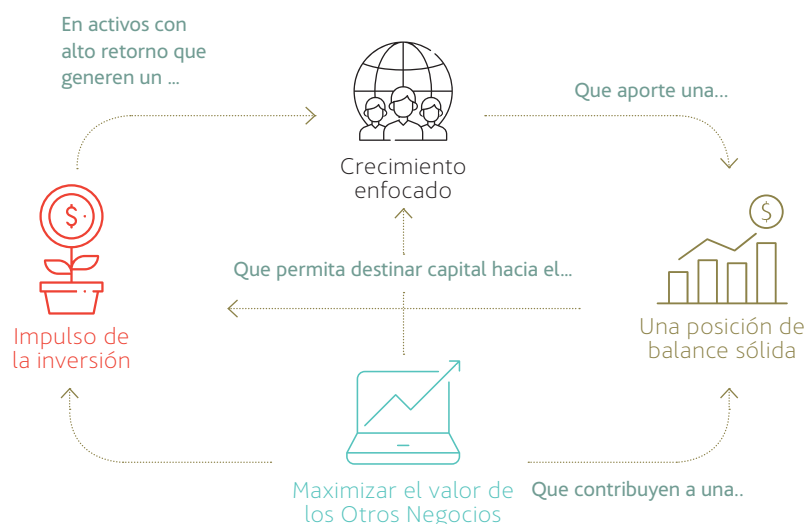 En activos con
alto retorno que
generen un ...
Que aporte una...
Crecimiento
enfocado
Que permita destinar capital hacia el...
$
$
Impulso de
la inversión
Una posición de
balance sólida
Maximizar el valor de
los Otros Negocios
Que contribuyen a una..